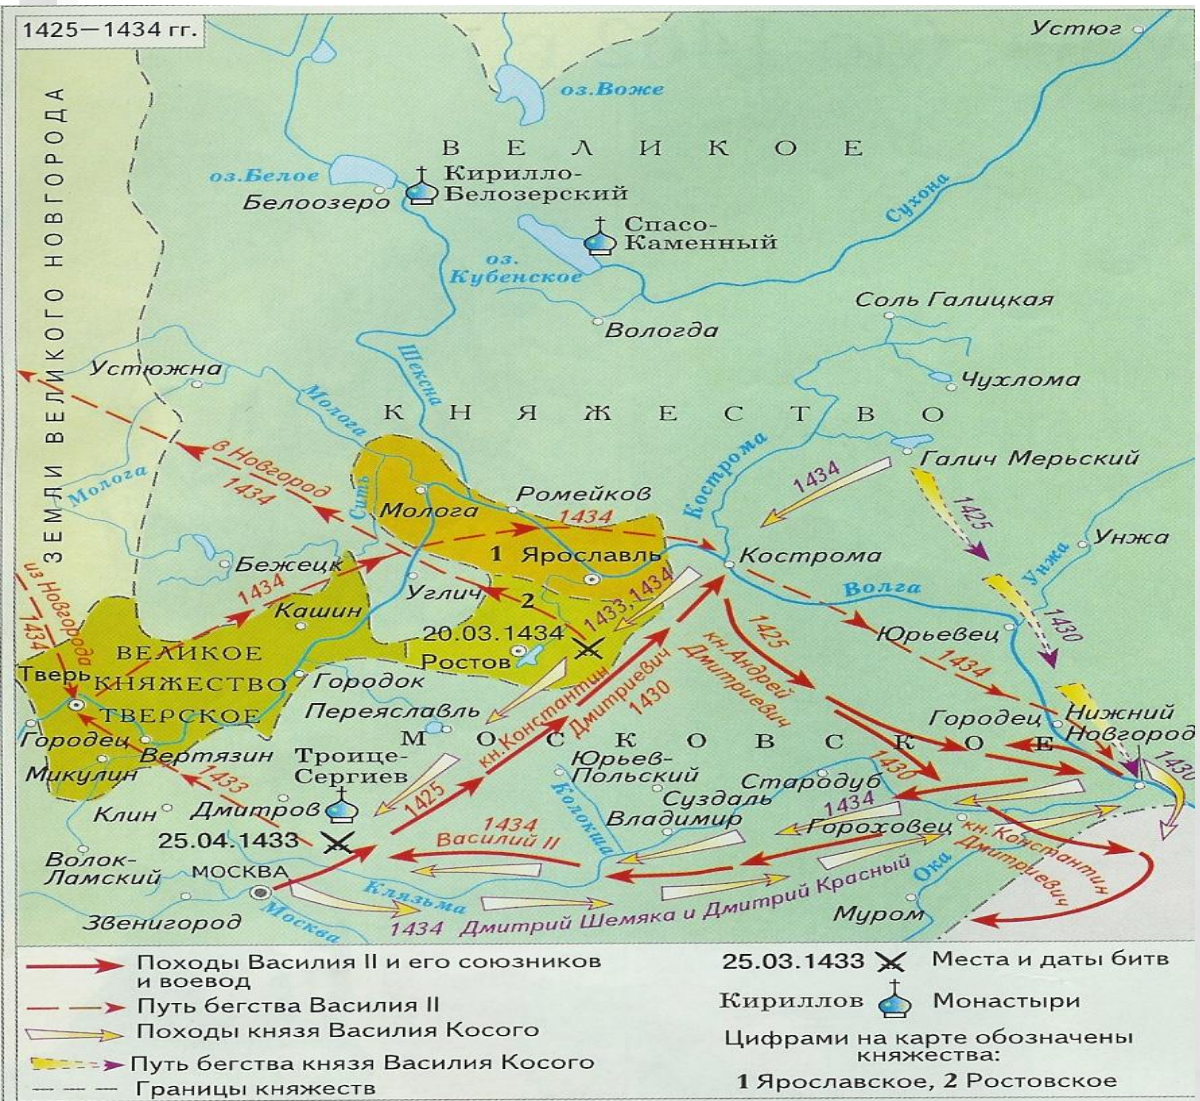 1425—1434 гг.
Устюг
оз.Воже
ВЕЛИКОЕ
ЗЕМЛИ ВЕЛИКОГО НОВГОРОДА
оз.Белое
Белоозеро
Кирилло-
Белозерский
Сухона
Спасо-
Каменный
оз.
Кубенское
Вологда
Соль Галицкая
Устюжна
Шексна
Молога
Чухлома
КНЯЖЕСТВО
Кострома
Галич Мерьский
1434
в Новгород
1434
Молога
Сить
Молога
Ромейков
1434
1425
Унжа
Унжа
1 Ярославль
Кострома
Бежецк
из Новгорода
1434
1434
Углич
2
1433,1434
Волга
Кашин
20.03.1434
Ростов
1430
Юрьевец
1434
1425
кн. Андрей
Дмитриевич
ВЕЛИКОЕ
КНЯЖЕСТВО
ТВЕРСКОЕ
Тверь
Городок
кн. Константин
Дмитриевич
1430
Переяславль
Городец
Нижний
Новгород
Городец
Вертязин
МОСКОВСКОЕ
Микулин
1433
Троице-
Сергиев
Юрьев-
Польский
1430
Стародуб
1430
Суздаль
Клин
Дмитров
1425
Колокша
1434
Владимир
Гороховец
25.04.1433
1434
Василий II
кн. Константин
Дмитриевич
Волок-
Ламский
МОСКВА
Клязьма
Ока
Звенигород
Москва
1434 Дмитрий Шемяка и Дмитрий Красный
Муром
Походы Василия II и его союзников
и воевод
Путь бегства Василия II
Походы князя Василия Косого
Путь бегства князя Василия Косого
Границы княжеств
25.03.1433 Места и даты битв
Кириллов Монастыри
Цифрами на карте обозначены
княжества:
1 Ярославское, 2 Ростовское